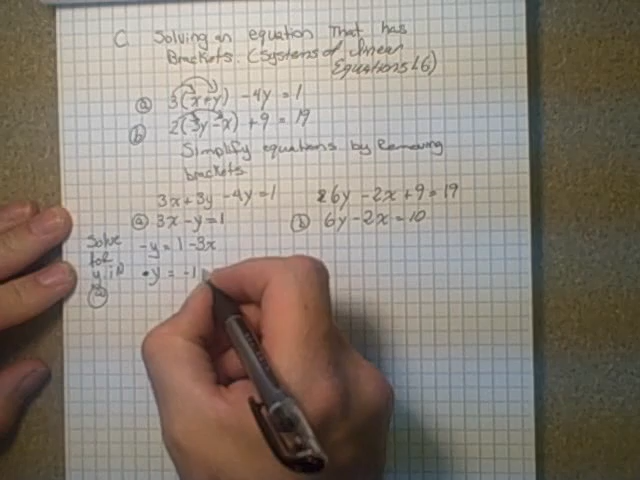 C. Solving an equation That has
Brackets. (Systems of linear
Equations L6)
(a) 3(x+y) -4y = 1
(b) 2(3y-x) +9 = 19
Simplify equations by Removing
brackets
3x+3y -4y=1 26y -2x+9=19
(a) 3x-y=1 (b) 6y-2x=10
Solve -y = 1-3x
for
y in y = -1
(a)